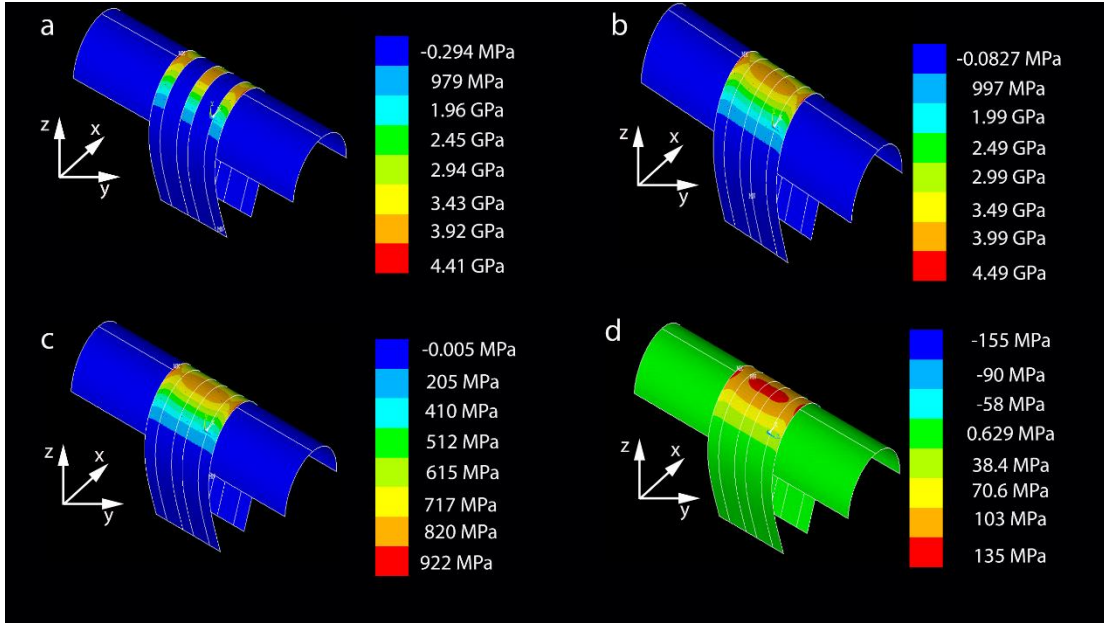 a
-0.294 MPa
979 MPa
1.96 GPa
2.45 GPa
2.94 GPa
3.43 GPa
3.92 GPa
4.41 GPa
z
x
y
b
-0.0827 MPa
997 MPa
1.99 GPa
2.49 GPa
2.99 GPa
3.49 GPa
3.99 GPa
4.49 GPa
z
x
y
c
-0.005 MPa
205 MPa
410 MPa
512 MPa
615 MPa
717 MPa
820 MPa
922 MPa
z
x
y
d
-155 MPa
-90 MPa
-58 MPa
0.629 MPa
38.4 MPa
70.6 MPa
103 MPa
135 MPa
z
x
y